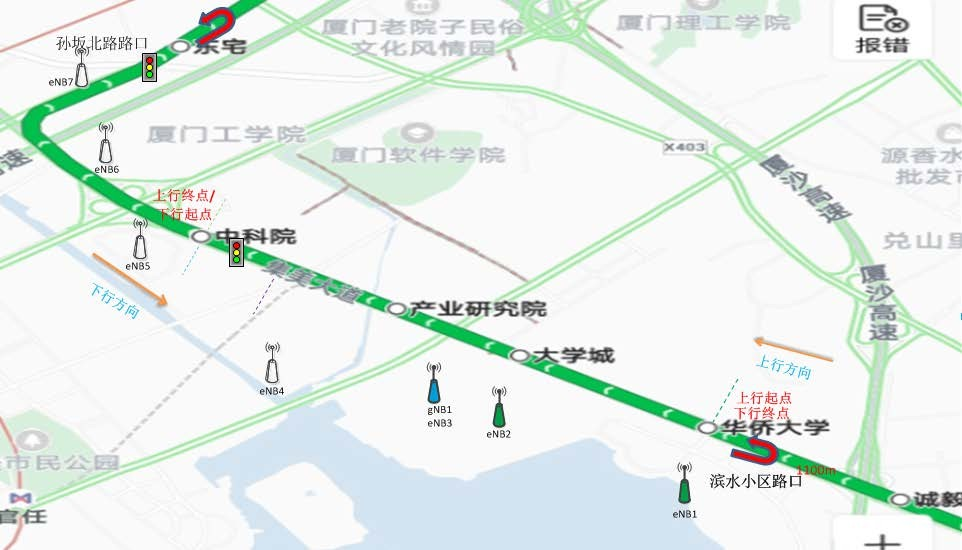 厦门老院子民俗
文化风情园
厦门理工学院
报错
孙坂北路路口
东宅
eNB7
厦门工学院
厦门软件学院
X403
源香水
批发市
eNB6
速
厦沙高速
上行终点/
下行起点
中科院
兑山里
eNB5
集美大道
厦沙高速
下行方向
产业研究院
大学城
上行方向
eNB4
gNB1
eNB3
eNB2
上行起点
下行终点
华侨大学
市民公园
1100m
滨水小区路口
诚毅
官任
eNB1